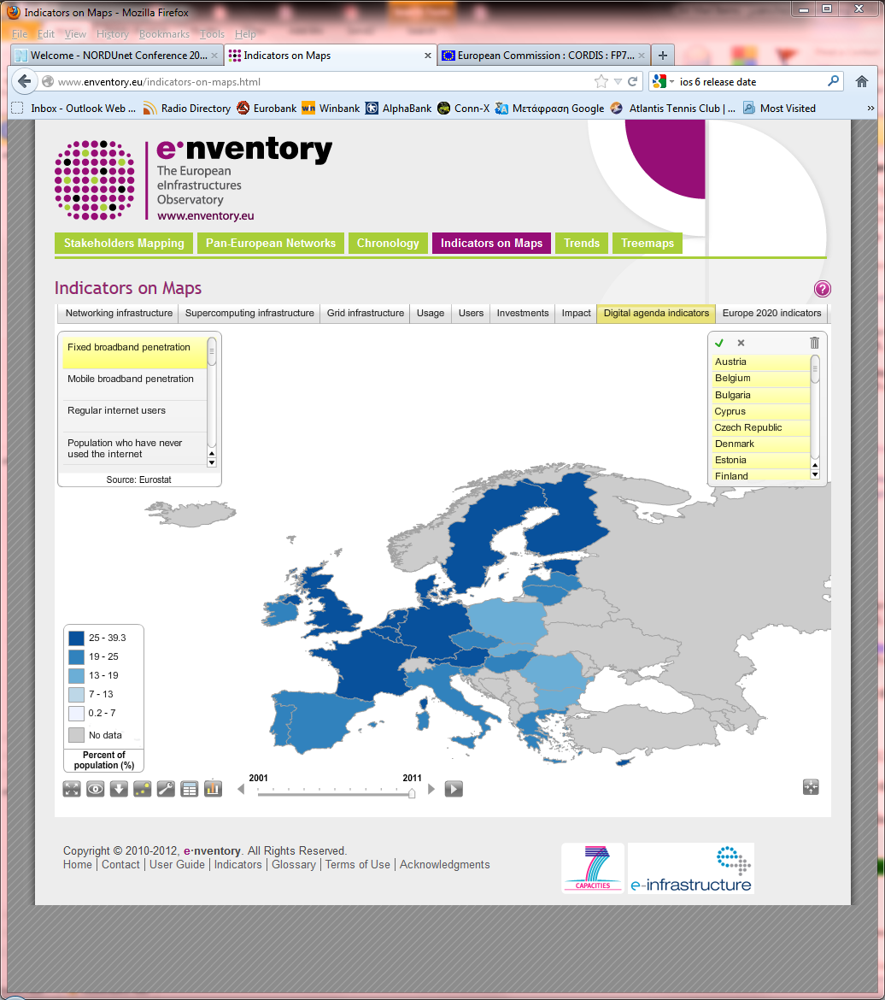 Indicators on Maps - Mozilla Firefox
File Edit View History Bookmarks Tools Help
Welcome - NORDUnet Conference 20... × Indicators on Maps × European Commission : CORDIS : FP7... × +
www.enventory.eu/indicators-on-maps.html ios 6 release date
Inbox - Outlook Web ... Radio Directory Eurobank Winbank AlphaBank Conn-X Μετάφραση Google Atlantis Tennis Club | ... Most Visited »
e·nventory
The European
eInfrastructures
Observatory
www.enventory.eu
Stakeholders Mapping Pan-European Networks Chronology Indicators on Maps Trends Treemaps
Indicators on Maps ?
Networking infrastructure Supercomputing infrastructure Grid infrastructure Usage Users Investments Impact Digital agenda indicators Europe 2020 indicators
Fixed broadband penetration
Mobile broadband penetration
Regular internet users
Population who have never
used the internet
Source: Eurostat
Austria
Belgium
Bulgaria
Cyprus
Czech Republic
Denmark
Estonia
Finland
25 - 39.3
19 - 25
13 - 19
7 - 13
0.2 - 7
No data
Percent of
population (%)
2001 2011
Copyright © 2010-2012, e·nventory. All Rights Reserved.
Home | Contact | User Guide | Indicators | Glossary | Terms of Use | Acknowledgments
7
CAPACITIES
e-infrastructure